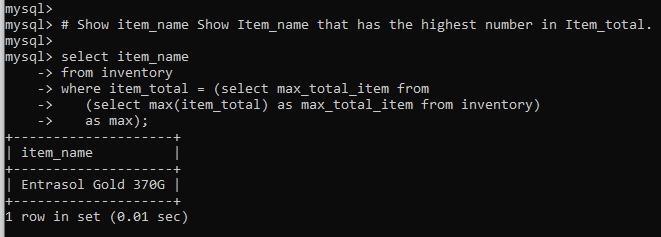 mysql>
mysql> # Show item_name Show Item_name that has the highest number in Item_total.
mysql>
mysql> select item_name
    -> from inventory
    -> where item_total = (select max_total_item from
    ->    (select max(item_total) as max_total_item from inventory)
    ->    as max);
+--------------------+
| item_name          |
+--------------------+
| Entrasol Gold 370G |
+--------------------+
1 row in set (0.01 sec)